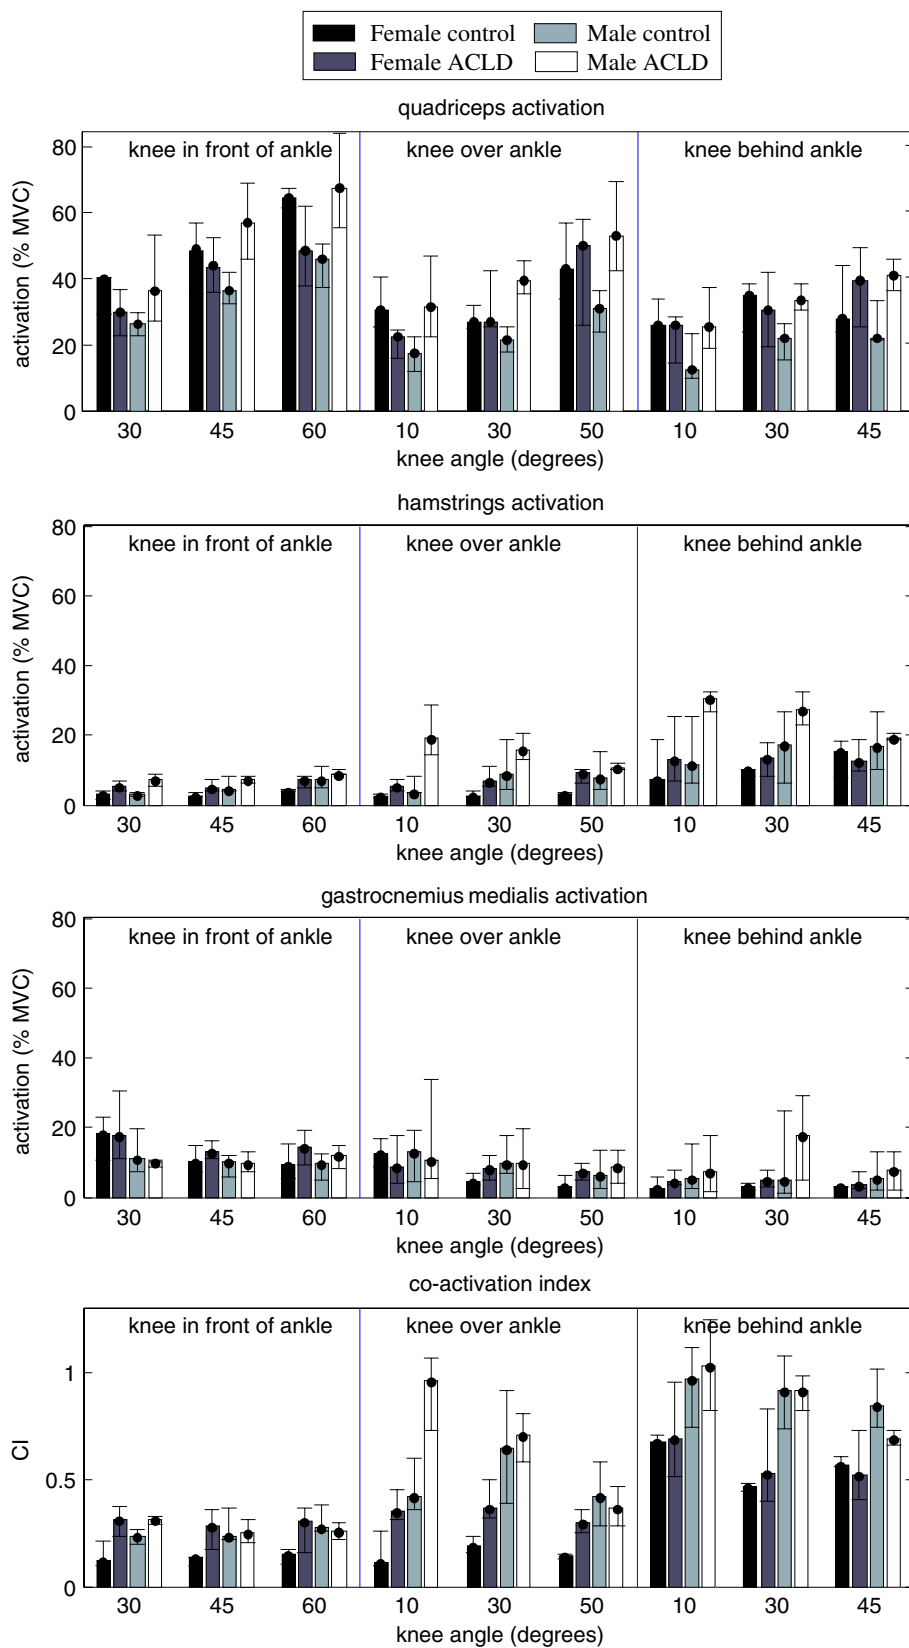 Female control Male control
Female ACLD Male ACLD
quadriceps activation
knee in front of ankle knee over ankle knee behind ankle
80
60
40
20
0
activation (% MVC)
30 45 60 10 30 50 10 30 45
knee angle (degrees)
hamstrings activation
knee in front of ankle knee over ankle knee behind ankle
80
60
40
20
0
activation (% MVC)
30 45 60 10 30 50 10 30 45
knee angle (degrees)
gastrocnemius medialis activation
knee in front of ankle knee over ankle knee behind ankle
80
60
40
20
0
activation (% MVC)
30 45 60 10 30 50 10 30 45
knee angle (degrees)
co-activation index
knee in front of ankle knee over ankle knee behind ankle
1
0.5
0
CI
30 45 60 10 30 50 10 30 45
knee angle (degrees)